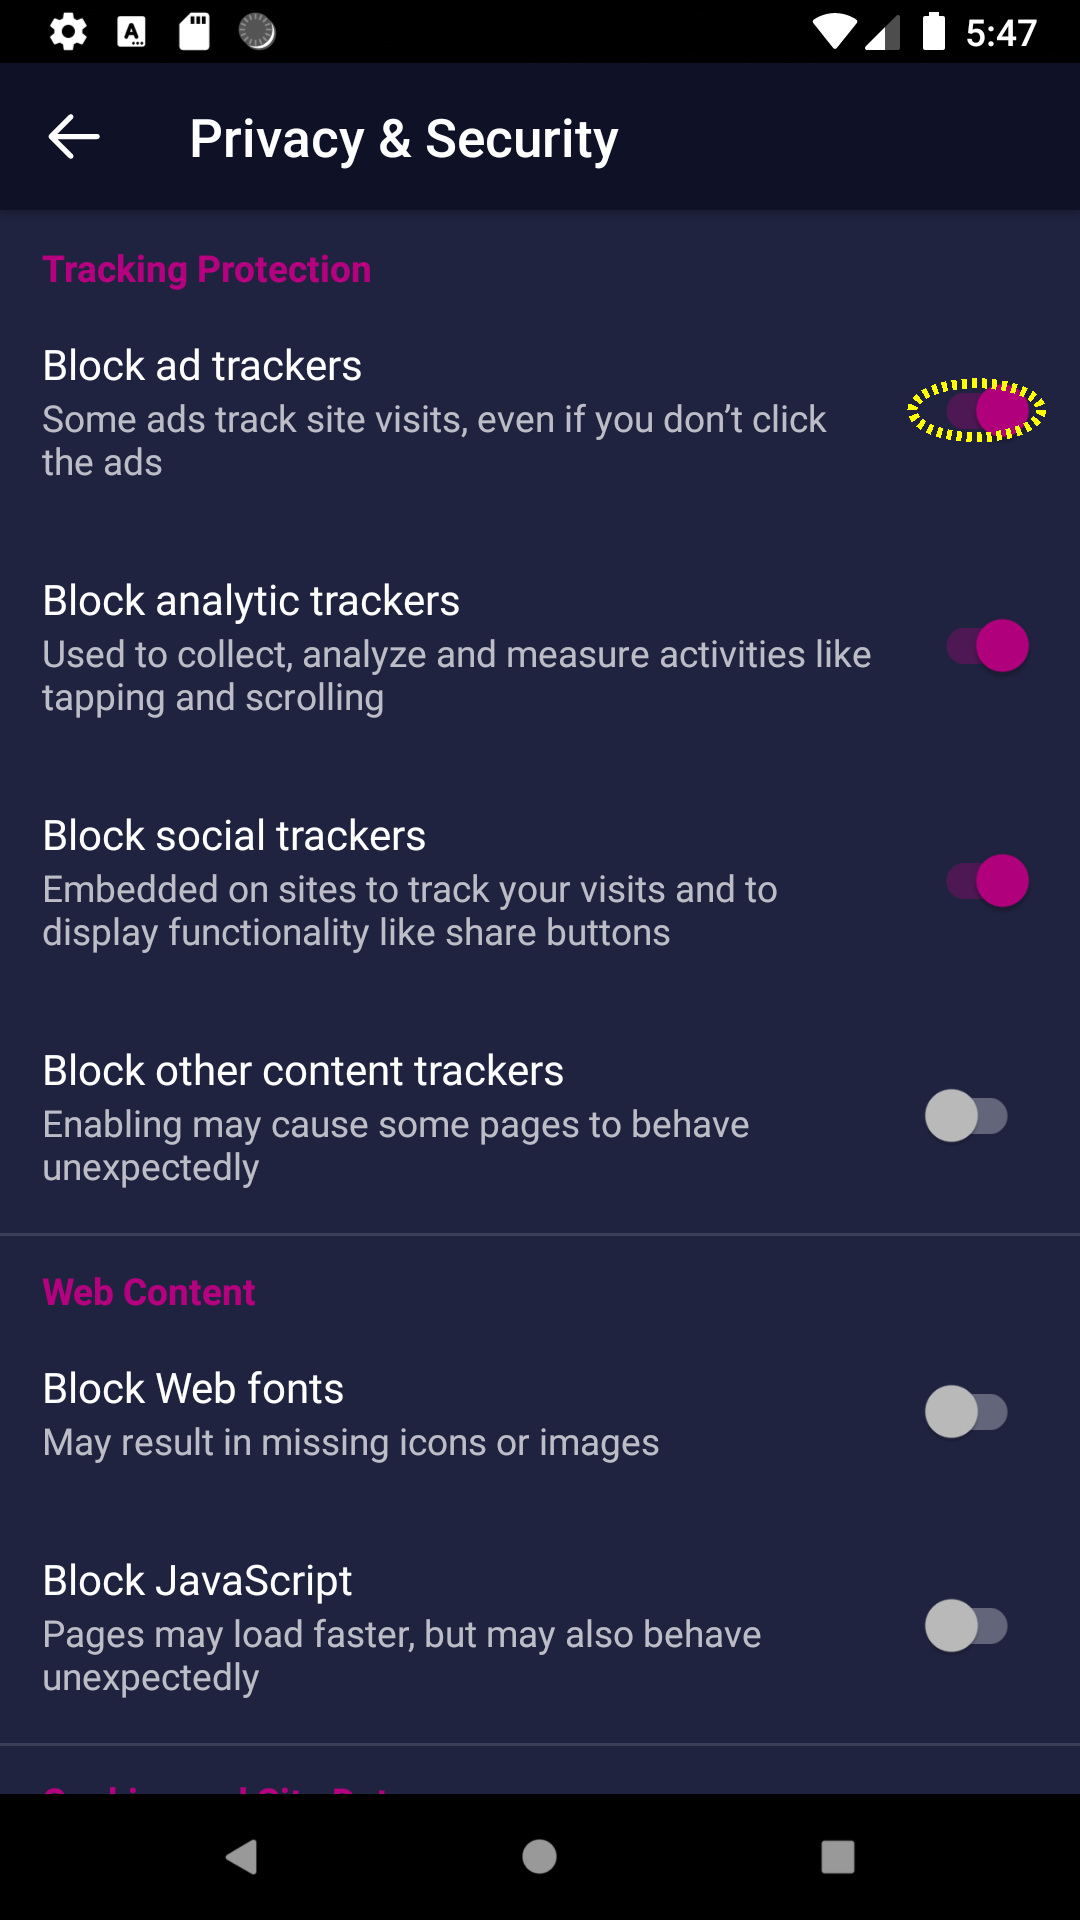 5:47
Privacy & Security
Tracking Protection
Block ad trackers
Some ads track site visits, even if you don’t click
the ads
Block analytic trackers
Used to collect, analyze and measure activities like
tapping and scrolling
Block social trackers
Embedded on sites to track your visits and to
display functionality like share buttons
Block other content trackers
Enabling may cause some pages to behave
unexpectedly
Web Content
Block Web fonts
May result in missing icons or images
Block JavaScript
Pages may load faster, but may also behave
unexpectedly